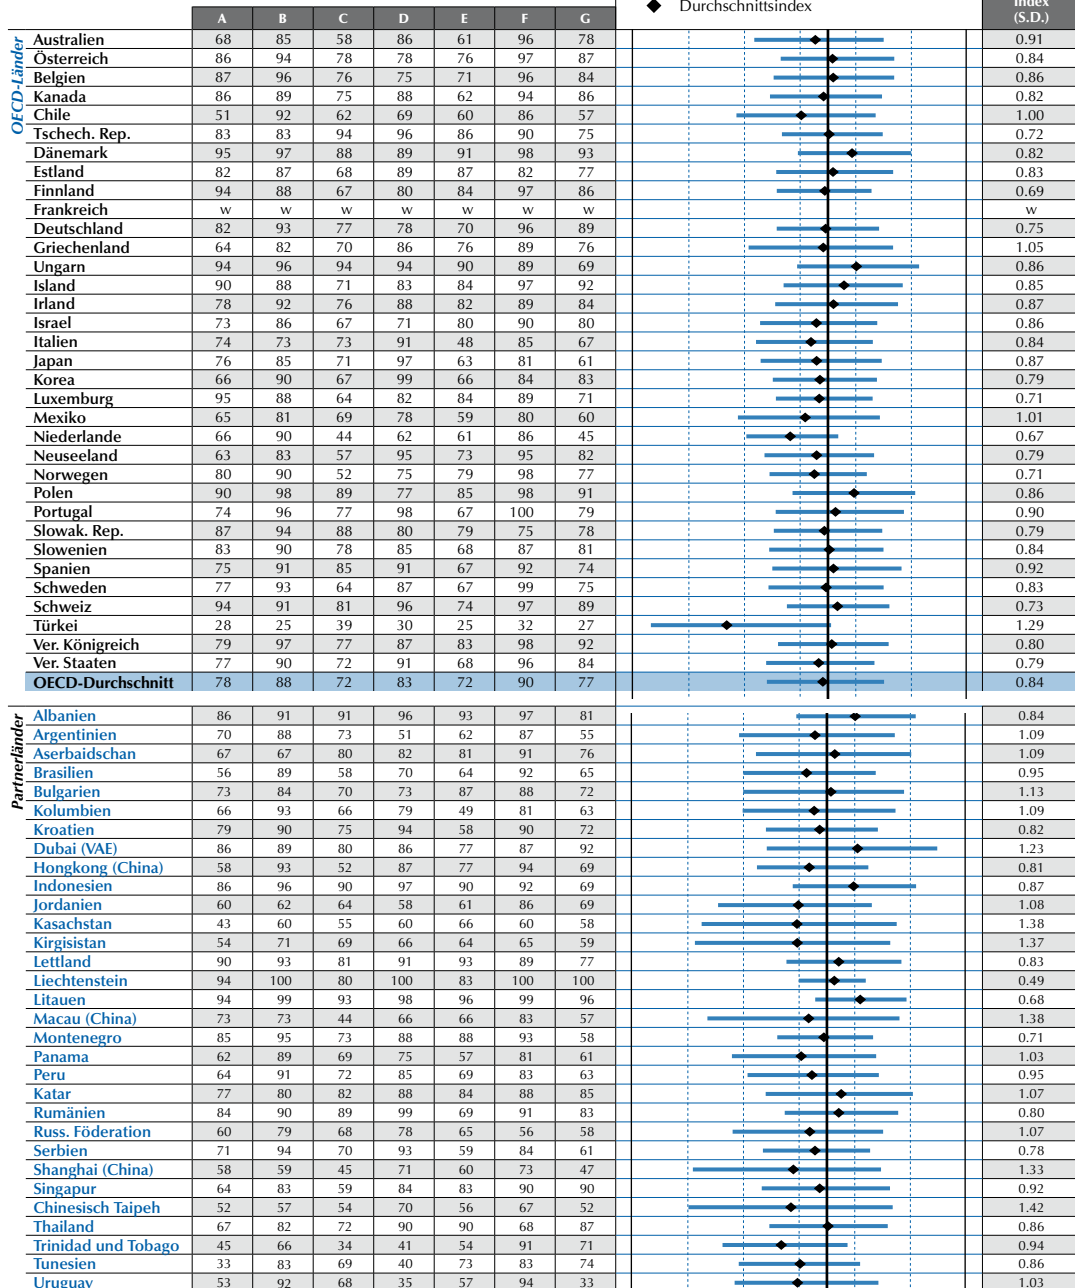 ◆ Durchschnittsindex
Index
(S.D.)
A B C D E F G
OECD-Länder
Australien 68 85 58 86 61 96 78 0.91
Österreich 86 94 78 78 76 97 87 0.84
Belgien 87 96 76 75 71 96 84 0.86
Kanada 86 89 75 88 62 94 86 0.82
Chile 51 92 62 69 60 86 57 1.00
Tschech. Rep. 83 83 94 96 86 90 75 0.72
Dänemark 95 97 88 89 91 98 93 0.82
Estland 82 87 68 89 87 82 77 0.83
Finnland 94 88 67 80 84 97 86 0.69
Frankreich w w w w w w w w
Deutschland 82 93 77 78 70 96 89 0.75
Griechenland 64 82 70 86 76 89 76 1.05
Ungarn 94 96 94 94 90 89 69 0.86
Island 90 88 71 83 84 97 92 0.85
Irland 78 92 76 88 82 89 84 0.87
Israel 73 86 67 71 80 90 80 0.86
Italien 74 73 73 91 48 85 67 0.84
Japan 76 85 71 97 63 81 61 0.87
Korea 66 90 67 99 66 84 83 0.79
Luxemburg 95 88 64 82 84 89 71 0.71
Mexiko 65 81 69 78 59 80 60 1.01
Niederlande 66 90 44 62 61 86 45 0.67
Neuseeland 63 83 57 95 73 95 82 0.79
Norwegen 80 90 52 75 79 98 77 0.71
Polen 90 98 89 77 85 98 91 0.86
Portugal 74 96 77 98 67 100 79 0.90
Slowak. Rep. 87 94 88 80 79 75 78 0.79
Slowenien 83 90 78 85 68 87 81 0.84
Spanien 75 91 85 91 67 92 74 0.92
Schweden 77 93 64 87 67 99 75 0.83
Schweiz 94 91 81 96 74 97 89 0.73
Türkei 28 25 39 30 25 32 27 1.29
Ver. Königreich 79 97 77 87 83 98 92 0.80
Ver. Staaten 77 90 72 91 68 96 84 0.79
OECD-Durchschnitt 78 88 72 83 72 90 77 0.84
Partnerländer
Albanien 86 91 91 96 93 97 81 0.84
Argentinien 70 88 73 51 62 87 55 1.09
Aserbaidschan 67 67 80 82 81 91 76 1.09
Brasilien 56 89 58 70 64 92 65 0.95
Bulgarien 73 84 70 73 87 88 72 1.13
Kolumbien 66 93 66 79 49 81 63 1.09
Kroatien 79 90 75 94 58 90 72 0.82
Dubai (VAE) 86 89 80 86 77 87 92 1.23
Hongkong (China) 58 93 52 87 77 94 69 0.81
Indonesien 86 96 90 97 90 92 69 0.87
Jordanien 60 62 64 58 61 86 69 1.08
Kasachstan 43 60 55 60 66 60 58 1.38
Kirgisistan 54 71 69 66 64 65 59 1.37
Lettland 90 93 81 91 93 89 77 0.83
Liechtenstein 94 100 80 100 83 100 100 0.49
Litauen 94 99 93 98 96 99 96 0.68
Macau (China) 73 73 44 66 66 83 57 1.38
Montenegro 85 95 73 88 88 93 58 0.71
Panama 62 89 69 75 57 81 61 1.03
Peru 64 91 72 85 69 83 63 0.95
Katar 77 80 82 88 84 88 85 1.07
Rumänien 84 90 89 99 69 91 83 0.80
Russ. Föderation 60 79 68 78 65 56 58 1.07
Serbien 71 94 70 93 59 84 61 0.78
Shanghai (China) 58 59 45 71 60 73 47 1.33
Singapur 64 83 59 84 83 90 90 0.92
Chinesisch Taipeh 52 57 54 70 56 67 52 1.42
Thailand 67 82 72 90 90 68 87 0.86
Trinidad und Tobago 45 66 34 41 54 91 71 0.94
Tunesien 33 83 69 40 73 83 74 0.86
Uruguay 53 92 68 35 57 94 33 1.03